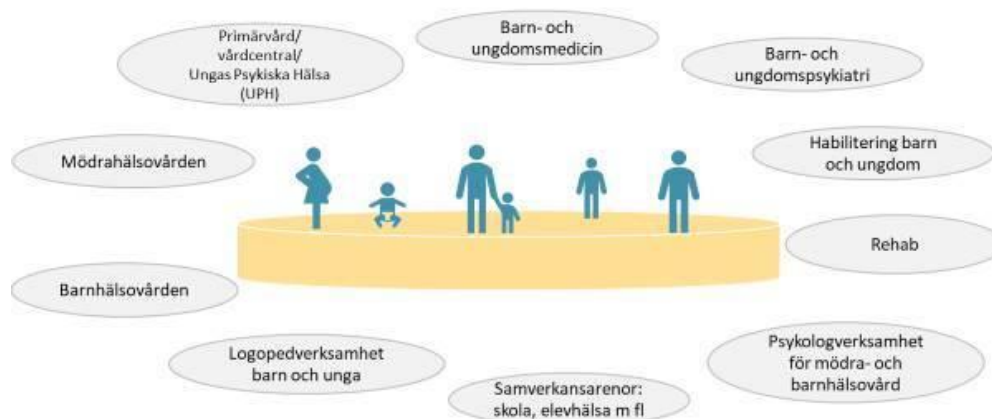 Primärvård/
vårdcentral/
Ungas Psykiska Hälsa
(UPH)
Barn- och
ungdomsmedicin
Barn- och
ungdomspsykiatri
Mödrahälsovården
Habilitering barn
och ungdom
Rehab
Barnhälsovården
Logopedverksamhet
barn och unga
Samverkansarenor:
skola, elevhälsa m fl
Psykologverksamhet
för mödra- och
barnhälsovård